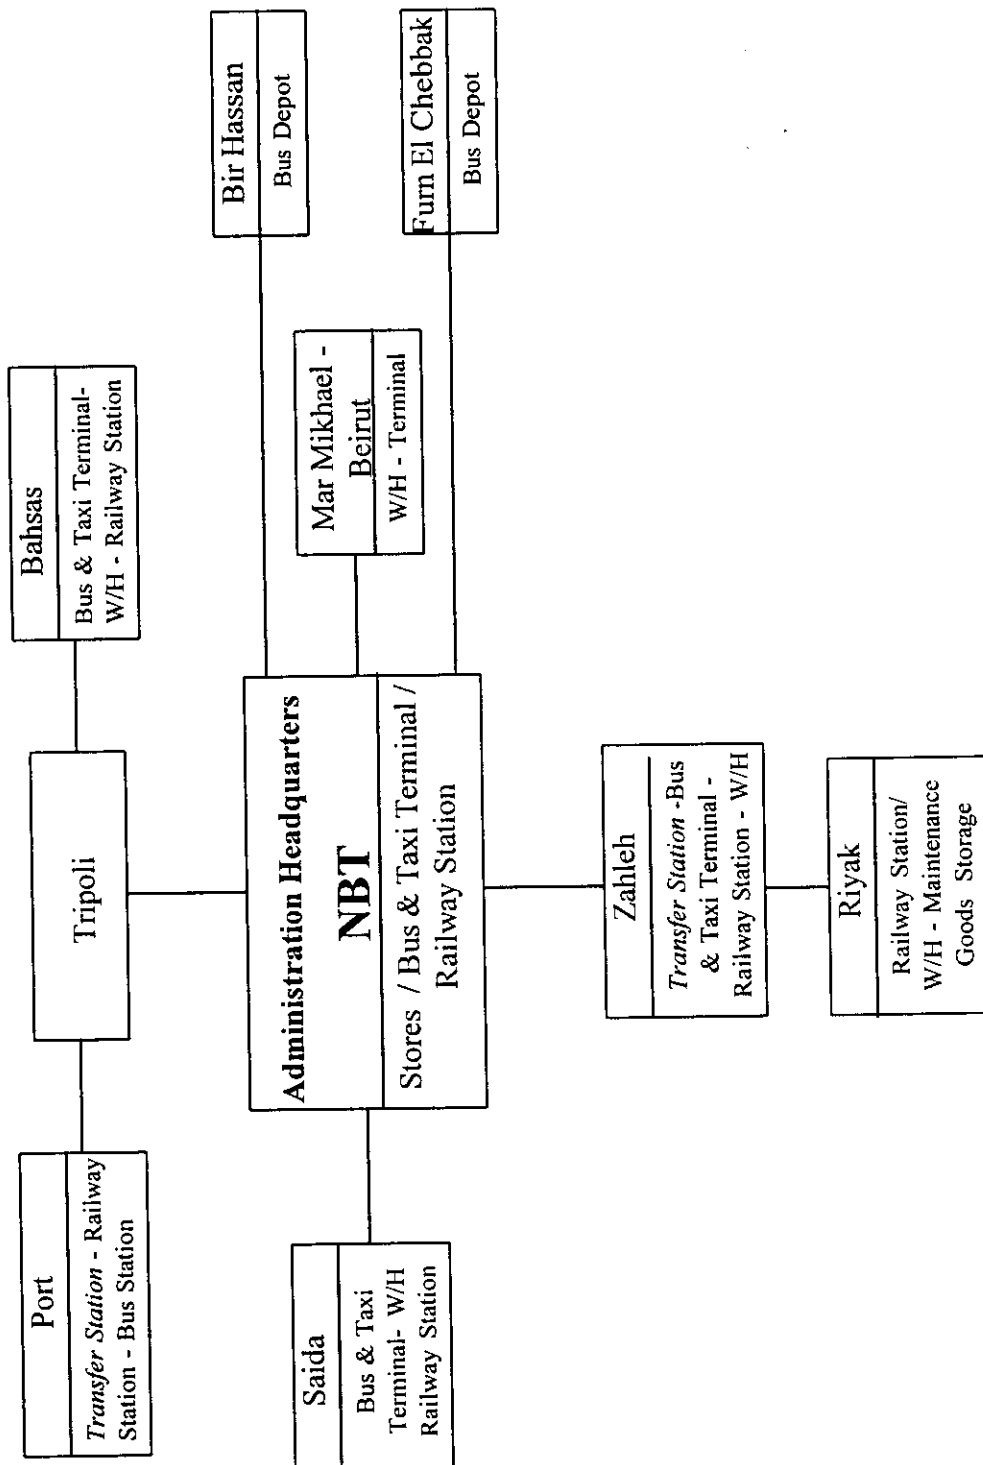 Port
Transfer Station - Railway
Station - Bus Station
Tripoli
Bahsas
Bus & Taxi Terminal-
W/H - Railway Station
Saida
Bus & Taxi
Terminal- W/H
Railway Station
Administration Headquarters
NBT
Stores / Bus & Taxi Terminal /
Railway Station
Mar Mikhael -
Beirut
W/H - Terminal
Bir Hassan
Bus Depot
Furn El Chebbak
Bus Depot
Zahleh
Transfer Station -Bus
& Taxi Terminal -
Railway Station - W/H
Riyak
Railway Station/
W/H - Maintenance
Goods Storage